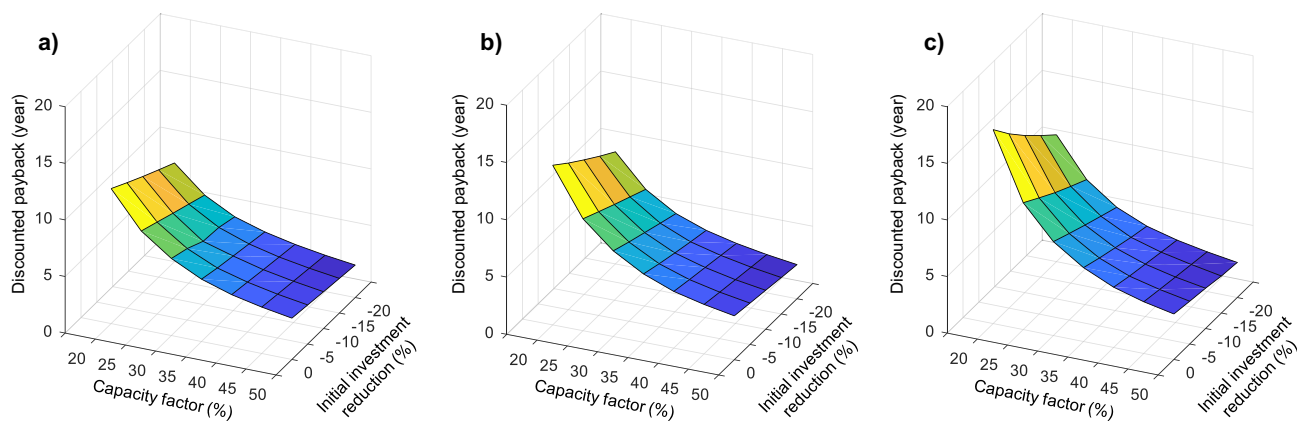 a)
Discounted payback (year)
20
15
10
5
0
20 25 30 35 40 45 50
Capacity factor (%)
0 -5 -10 -15 -20
Initial investment
reduction (%)
b)
Discounted payback (year)
20
15
10
5
0
20 25 30 35 40 45 50
Capacity factor (%)
0 -5 -10 -15 -20
Initial investment
reduction (%)
c)
Discounted payback (year)
20
15
10
5
0
20 25 30 35 40 45 50
Capacity factor (%)
0 -5 -10 -15 -20
Initial investment
reduction (%)